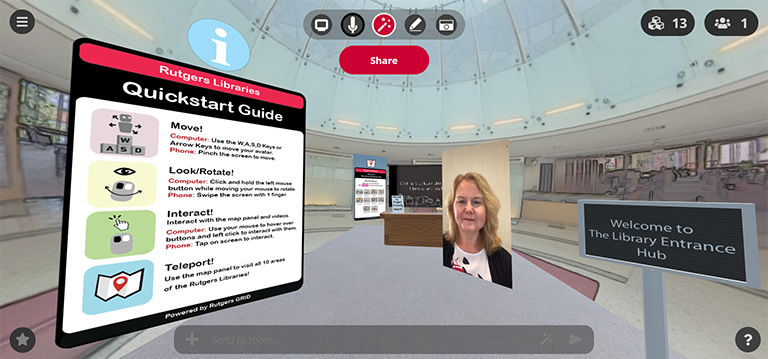 13
1
Share
Rutgers Libraries
Quickstart Guide
Move!
Computer: Use the W,A,S,D Keys or
Arrow Keys to move your avatar.
Phone: Pinch the screen to move.
W
A S D
Look/Rotate!
Computer: Click and hold the left mouse
button while moving your mouse to rotate.
Phone: Swipe the screen with 1 finger.
Interact!
Interact with the map panel and videos.
Computer: Use your mouse to hover over
buttons and left click to interact with them.
Phone: Tap on screen to interact.
Teleport!
Use the map panel to visit all 10 areas
of the Rutgers Libraries!
Powered by Rutgers GRID
Welcome to
The Library Entrance
Hub
Send to room...
?